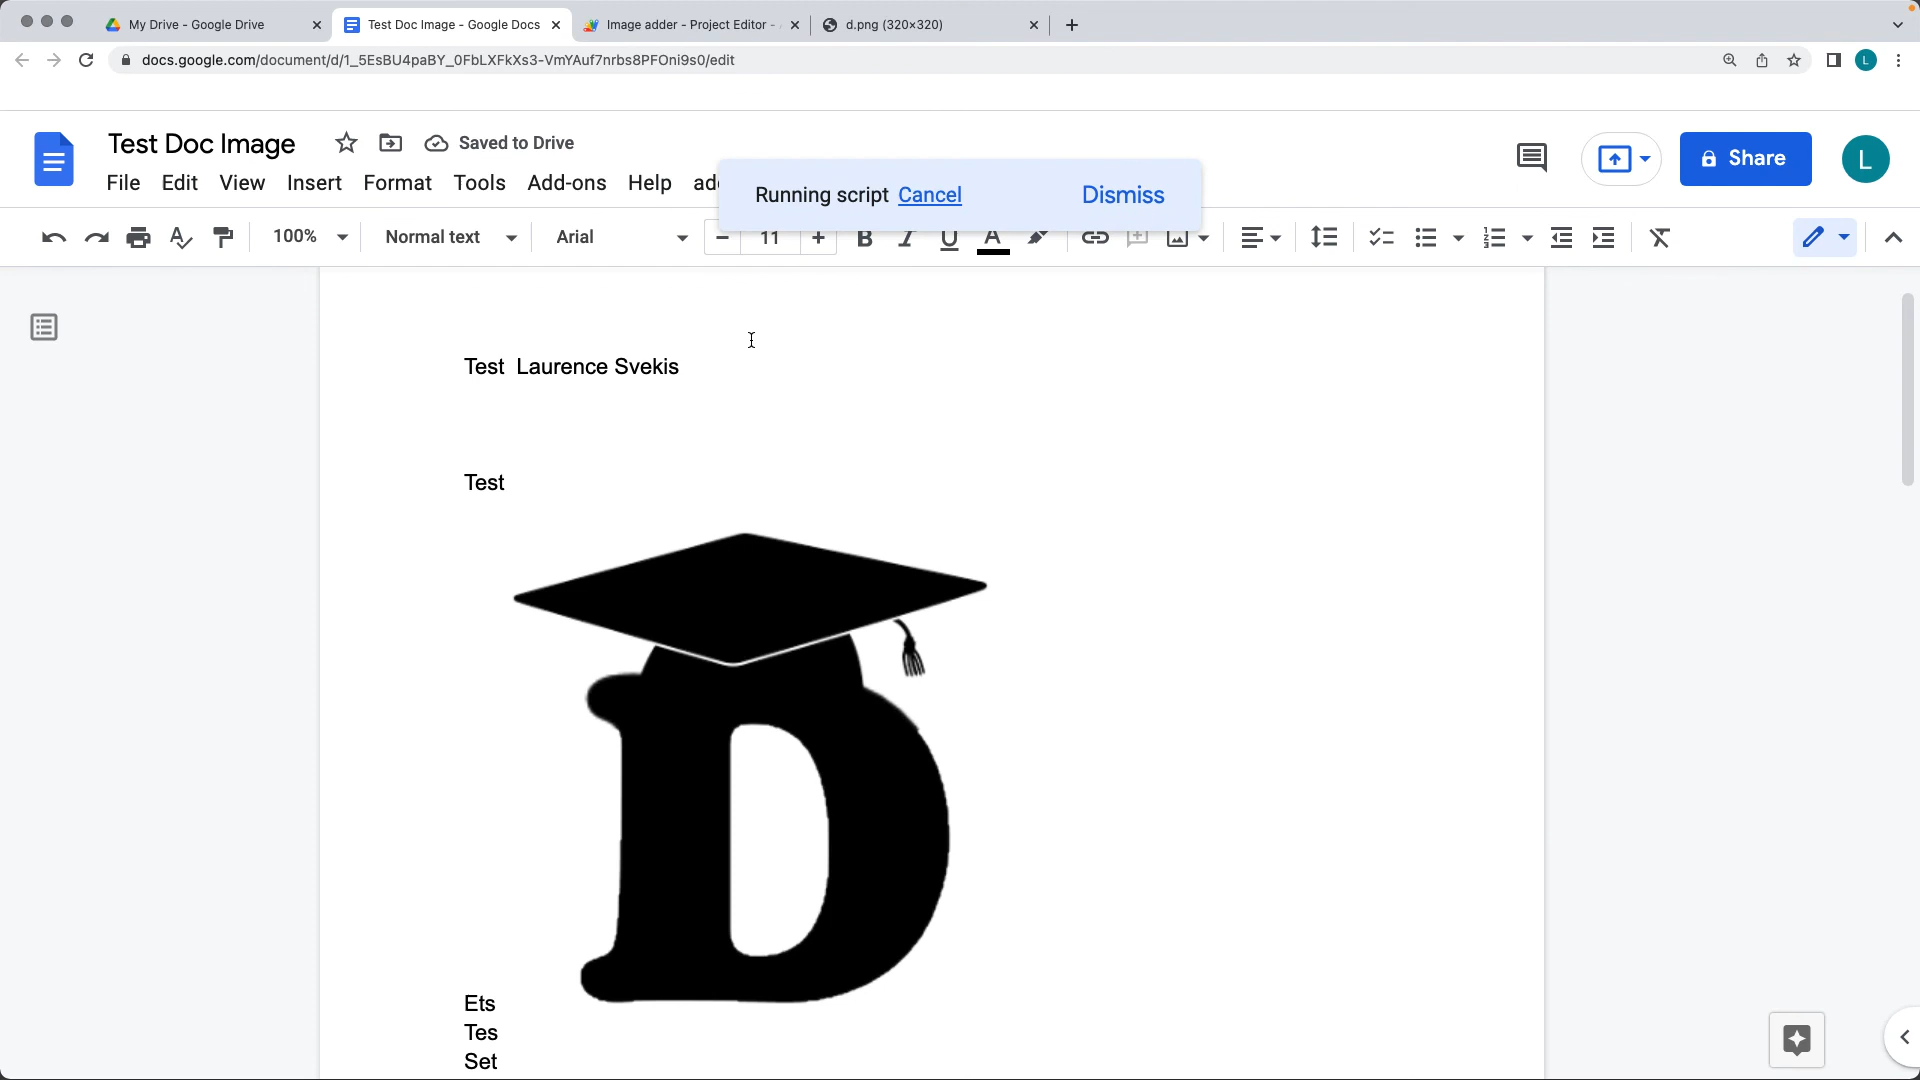 My Drive - Google Drive
Test Doc Image - Google Docs
Image adder - Project Editor -
d.png (320×320)
docs.google.com/document/d/1_5EsBU4paBY_0FbLXFkXs3-VmYAuf7nrbs8PFOni9s0/edit
L
Test Doc Image
Saved to Drive
Share
L
File Edit View Insert Format Tools Add-ons Help
Running script Cancel Dismiss
100% Normal text Arial 11
Test Laurence Svekis
Test
D
Ets
Tes
Set